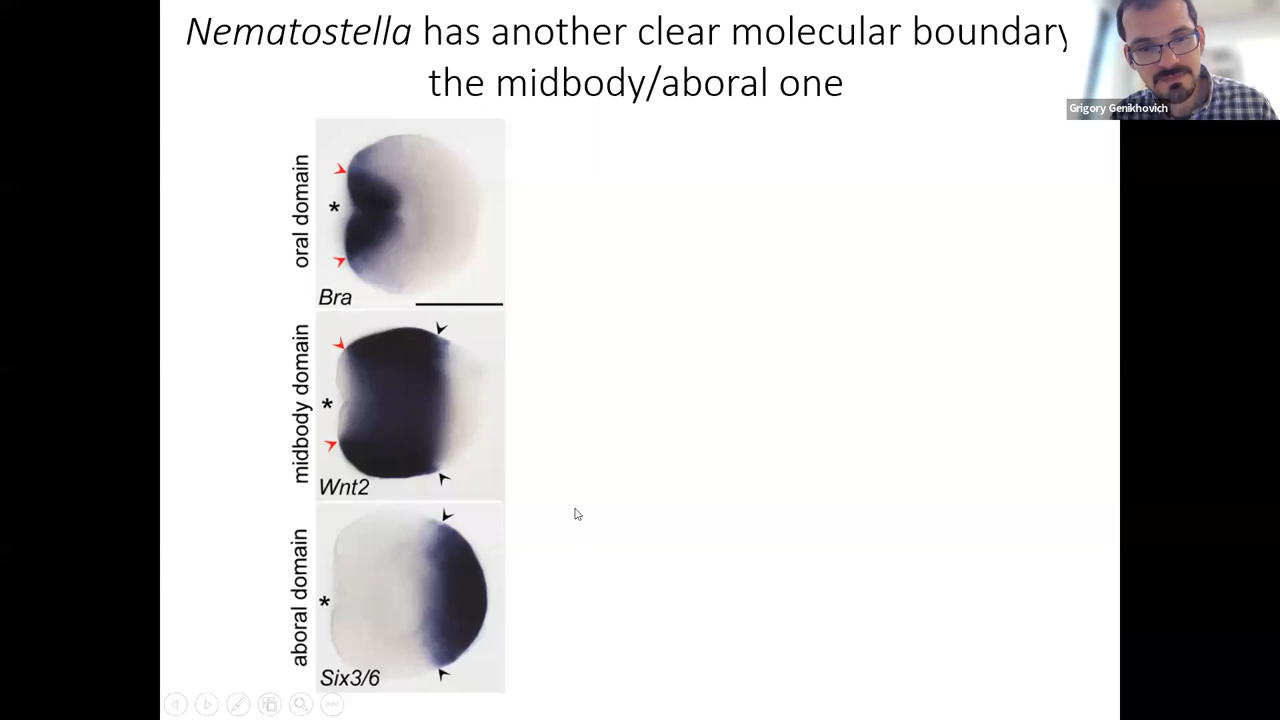 Nematostella has another clear molecular boundary
the midbody/aboral one
Grigory Genikhovich
oral domain
*
Bra
midbody domain
*
Wnt2
aboral domain
*
Six3/6